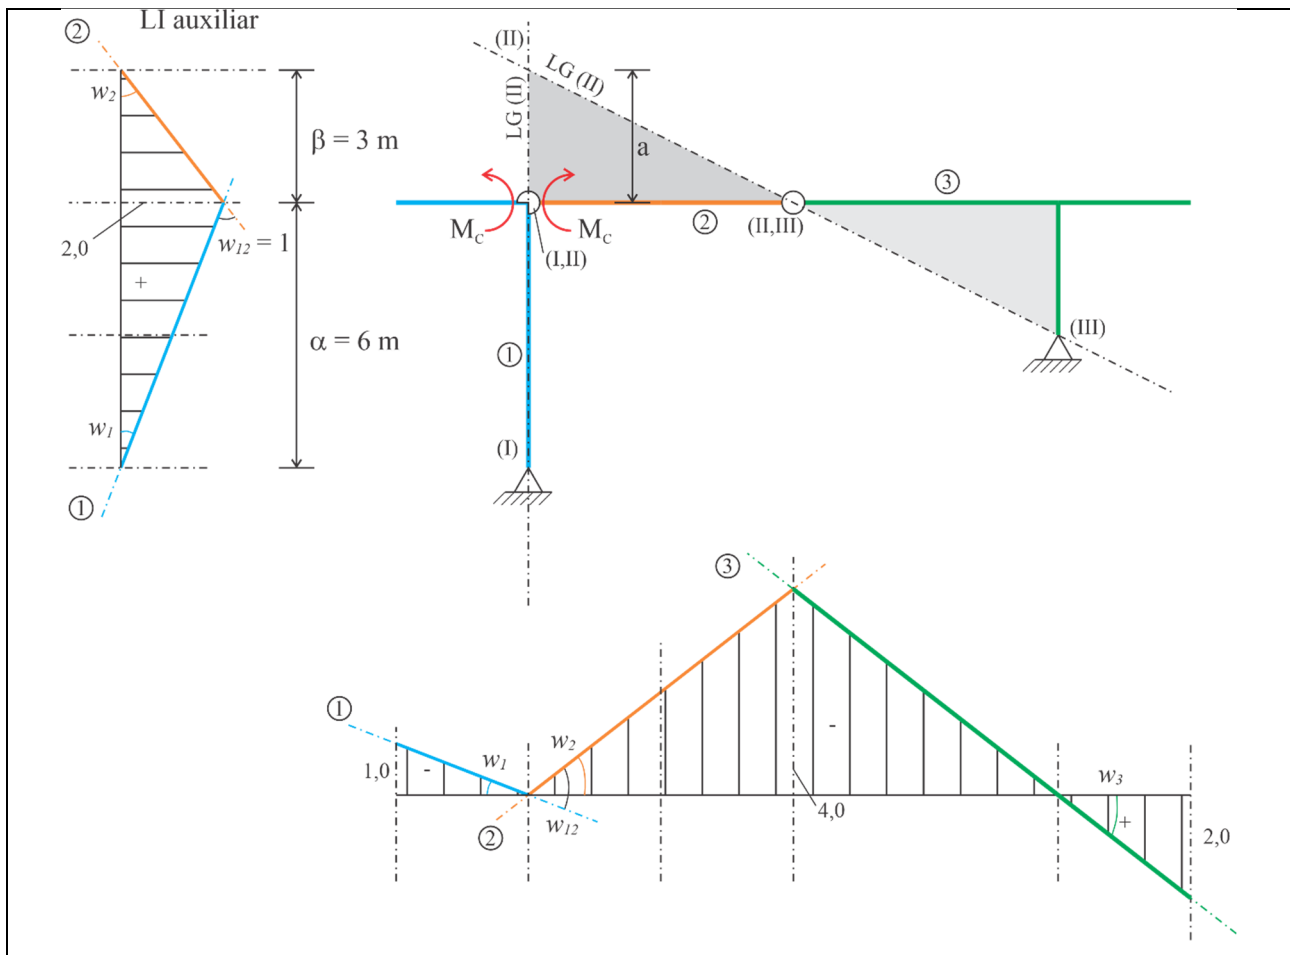 LI auxiliar
②
w2
β = 3 m
2,0
w12 = 1
+
α = 6 m
w1
①
(II)
LG (II)
LG (II)
a
③
Mc
Mc
②
(II,III)
(I,II)
①
(III)
(I)
③
①
1,0
-
w1
w2
-
w3
②
w12
4,0
+
2,0